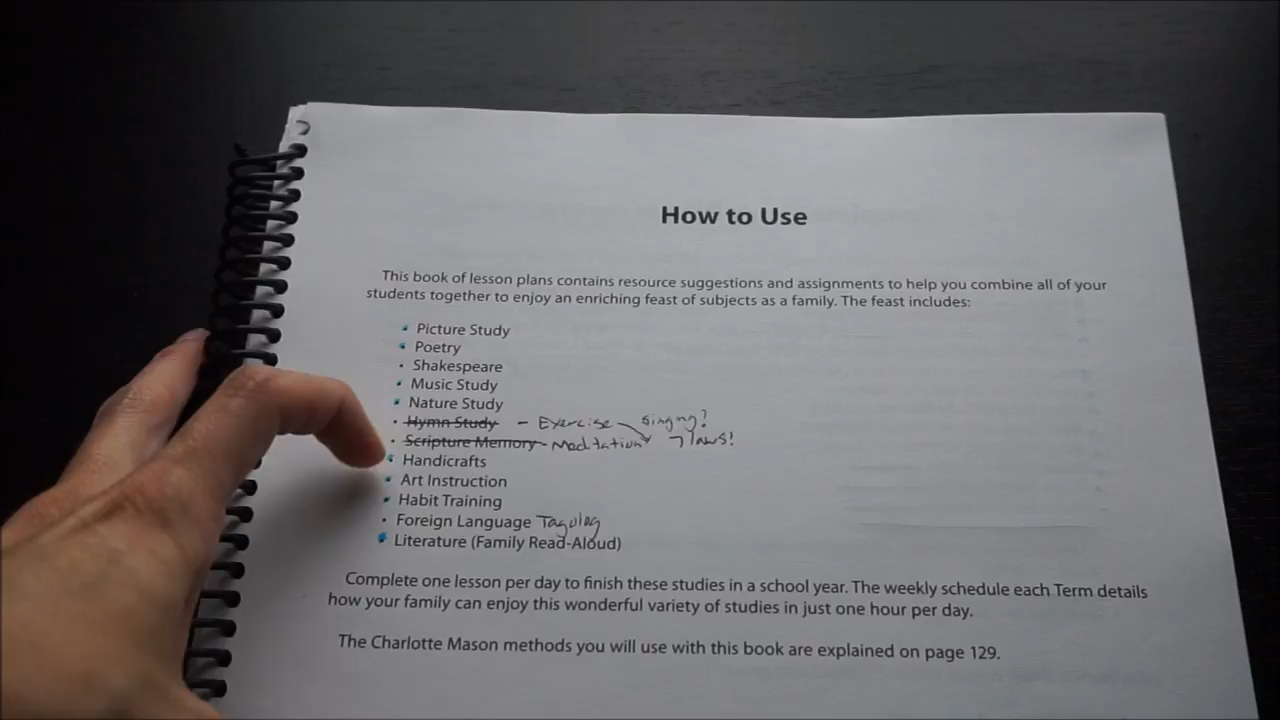 How to Use
This book of lesson plans contains resource suggestions and assignments to help you combine all of your
students together to enjoy an enriching feast of subjects as a family. The feast includes:
• Picture Study
• Poetry
• Shakespeare
• Music Study
• Nature Study
• Hymn Study - Exercise singing?
• Scripture Memory - Meditation 7 laws!
• Handicrafts
• Art Instruction
• Habit Training
• Foreign Language Tagulog
• Literature (Family Read-Aloud)
Complete one lesson per day to finish these studies in a school year. The weekly schedule each Term details
how your family can enjoy this wonderful variety of studies in just one hour per day.
The Charlotte Mason methods you will use with this book are explained on page 129.